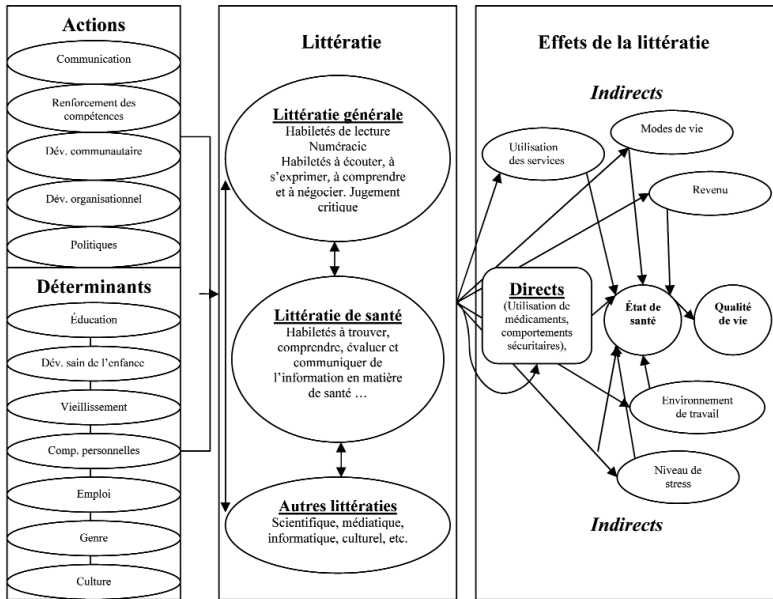 Actions
Communication
Renforcement des
compétences
Dév. communautaire
Dév. organisationnel
Politiques
Déterminants
Éducation
Dév. sain de l’enfance
Vieillissement
Comp. personnelles
Emploi
Genre
Culture
Littératie
Littératie générale
Habiletés de lecture
Numéracic
Habiletés à écouter, à
s’exprimer, à comprendre
et à négocier. Jugement
critique
Littératie de santé
Habiletés à trouver,
comprendre, évaluer et
communiquer de
l’information en matière
de santé …
Autres littératies
Scientifique, médiatique,
informatique, culturel, etc.
Effets de la littératie
Indirects
Utilisation
des services
Modes de vie
Revenu
Directs
(Utilisation de
médicaments,
comportements
sécuritaires),
État de
santé
Qualité
de vie
Environnement
de travail
Niveau de
stress
Indirects